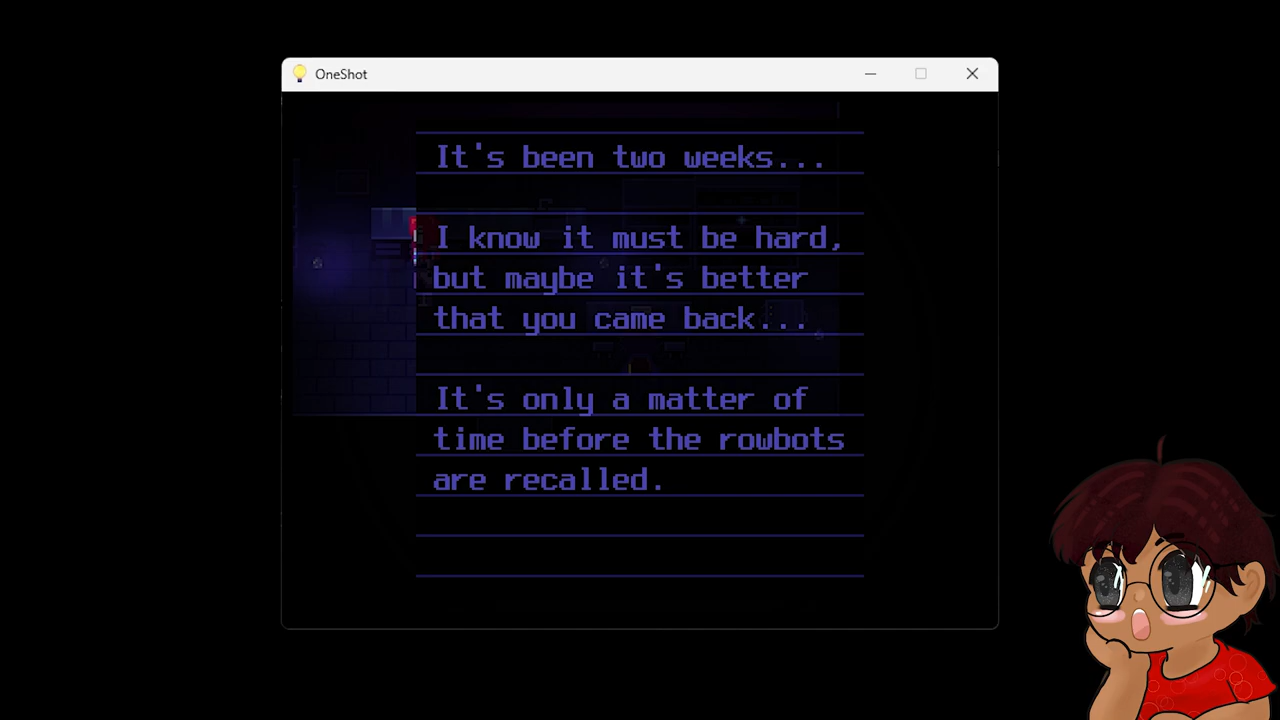 OneShot
It's been two weeks...
I know it must be hard,
but maybe it's better
that you came back...
It's only a matter of
time before the rowbots
are recalled.